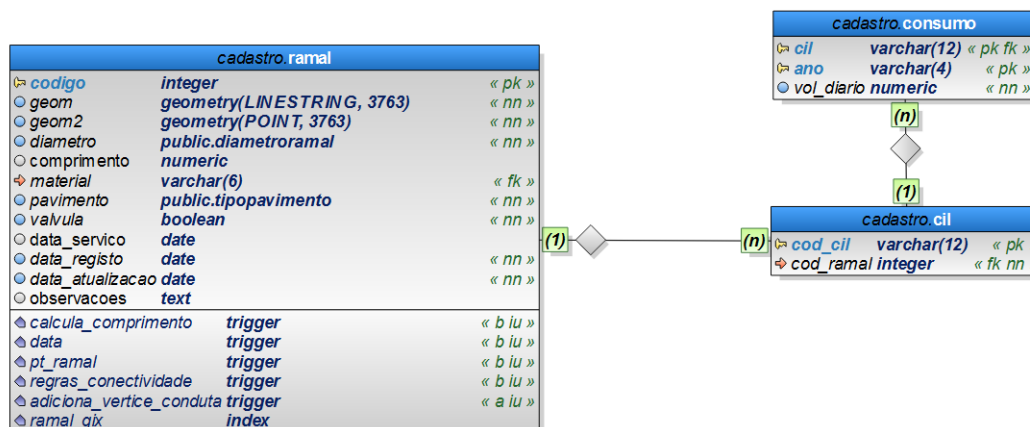 cadastro.ramal
codigo integer « pk »
geom geometry(LINESTRING, 3763) « nn »
geom2 geometry(POINT, 3763) « nn »
diametro public.diametroramal « nn »
comprimento numeric
material varchar(6) « fk »
pavimento public.tipopavimento « nn »
valvula boolean « nn »
data_servico date
data_registo date « nn »
data_atualizacao date « nn »
observacoes text
calcula_comprimento trigger « b iu »
data trigger « b iu »
pt_ramal trigger « b iu »
regras_conectividade trigger « b iu »
adiciona_vertice_conduta trigger « a iu »
ramal_gix index
(1)
(n)
cadastro.consumo
cil varchar(12) « pk fk »
ano varchar(4) « pk »
vol_diario numeric « nn »
(n)
(1)
cadastro.cil
cod_cil varchar(12) « pk
cod_ramal integer « fk nn